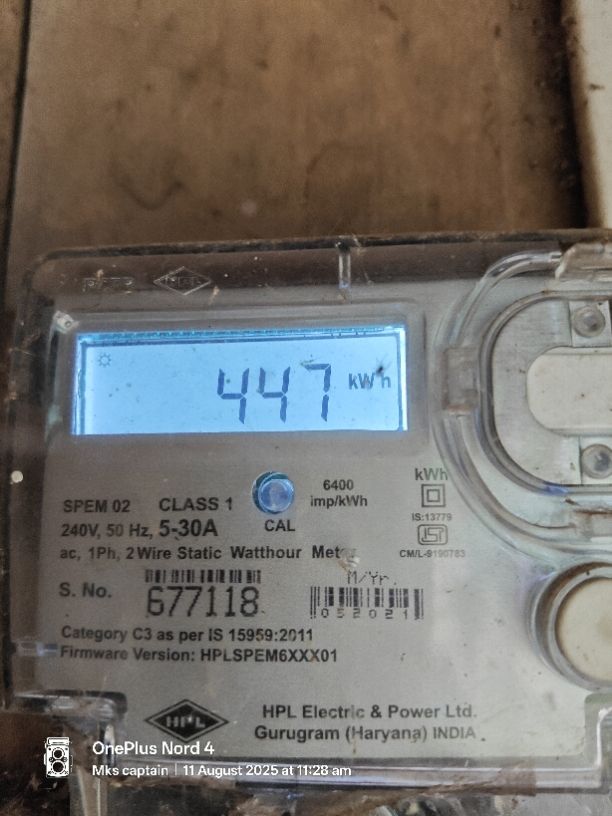 HPL
447 kWh
6400
imp/kWh
kWh
SPEM 02 CLASS 1
CAL
IS:13779
240V, 50 Hz, 5-30A
CM/L-9190783
ac, 1Ph, 2 Wire Static Watthour Meter
M/Yr.
S. No. 677118
052021
Category C3 as per IS 15959:2011
Firmware Version: HPLSPEM6XXX01
HPL
HPL Electric & Power Ltd.
Gurugram (Haryana) INDIA
OnePlus Nord 4
Mks captain | 11 August 2025 at 11:28 am